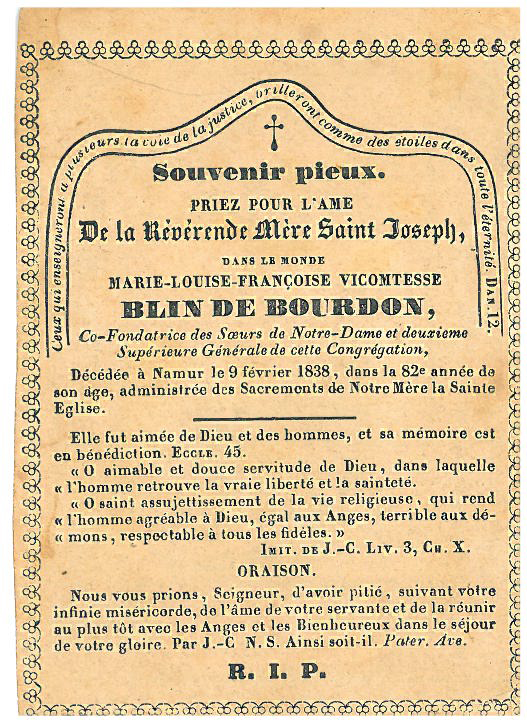 Ceux qui enseigneront a plusieurs la voie de la justice, brilleront comme des étoiles dans toute l'éternité. DAN. 12.
Souvenir pieux.
PRIEZ POUR L'AME
De la Révérende Mère Saint Joseph,
DANS LE MONDE
MARIE-LOUISE-FRANÇOISE VICOMTESSE
BLIN DE BOURDON,
Co-Fondatrice des Sœurs de Notre-Dame et deuxieme
Supérieure Générale de cette Congrégation,
Décédée à Namur le 9 février 1838, dans la 82e année de
son âge, administrée des Sacrements de Notre Mère la Sainte
Eglise.
Elle fut aimée de Dieu et des hommes, et sa mémoire est
en bénédiction. ECCLE. 45.
« O aimable et douce servitude de Dieu, dans laquelle
« l'homme retrouve la vraie liberté et la sainteté.
« O saint assujettissement de la vie religieuse, qui rend
« l'homme agréable à Dieu, égal aux Anges, terrible aux dé-
« mons, respectable à tous les fidèles. »
IMIT. DE J.-C. LIV. 3, CH. X.
ORAISON.
Nous vous prions, Seigneur, d'avoir pitié, suivant votre
infinie miséricorde, de l'âme de votre servante et de la réunir
au plus tôt avec les Anges et les Bienheureux dans le séjour
de votre gloire. Par J.-C N. S. Ainsi soit-il. Pater. Ave.
R. I. P.